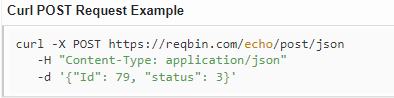 Curl POST Request Example
curl -X POST https://reqbin.com/echo/post/json
-H "Content-Type: application/json"
-d '{"Id": 79, "status": 3}'